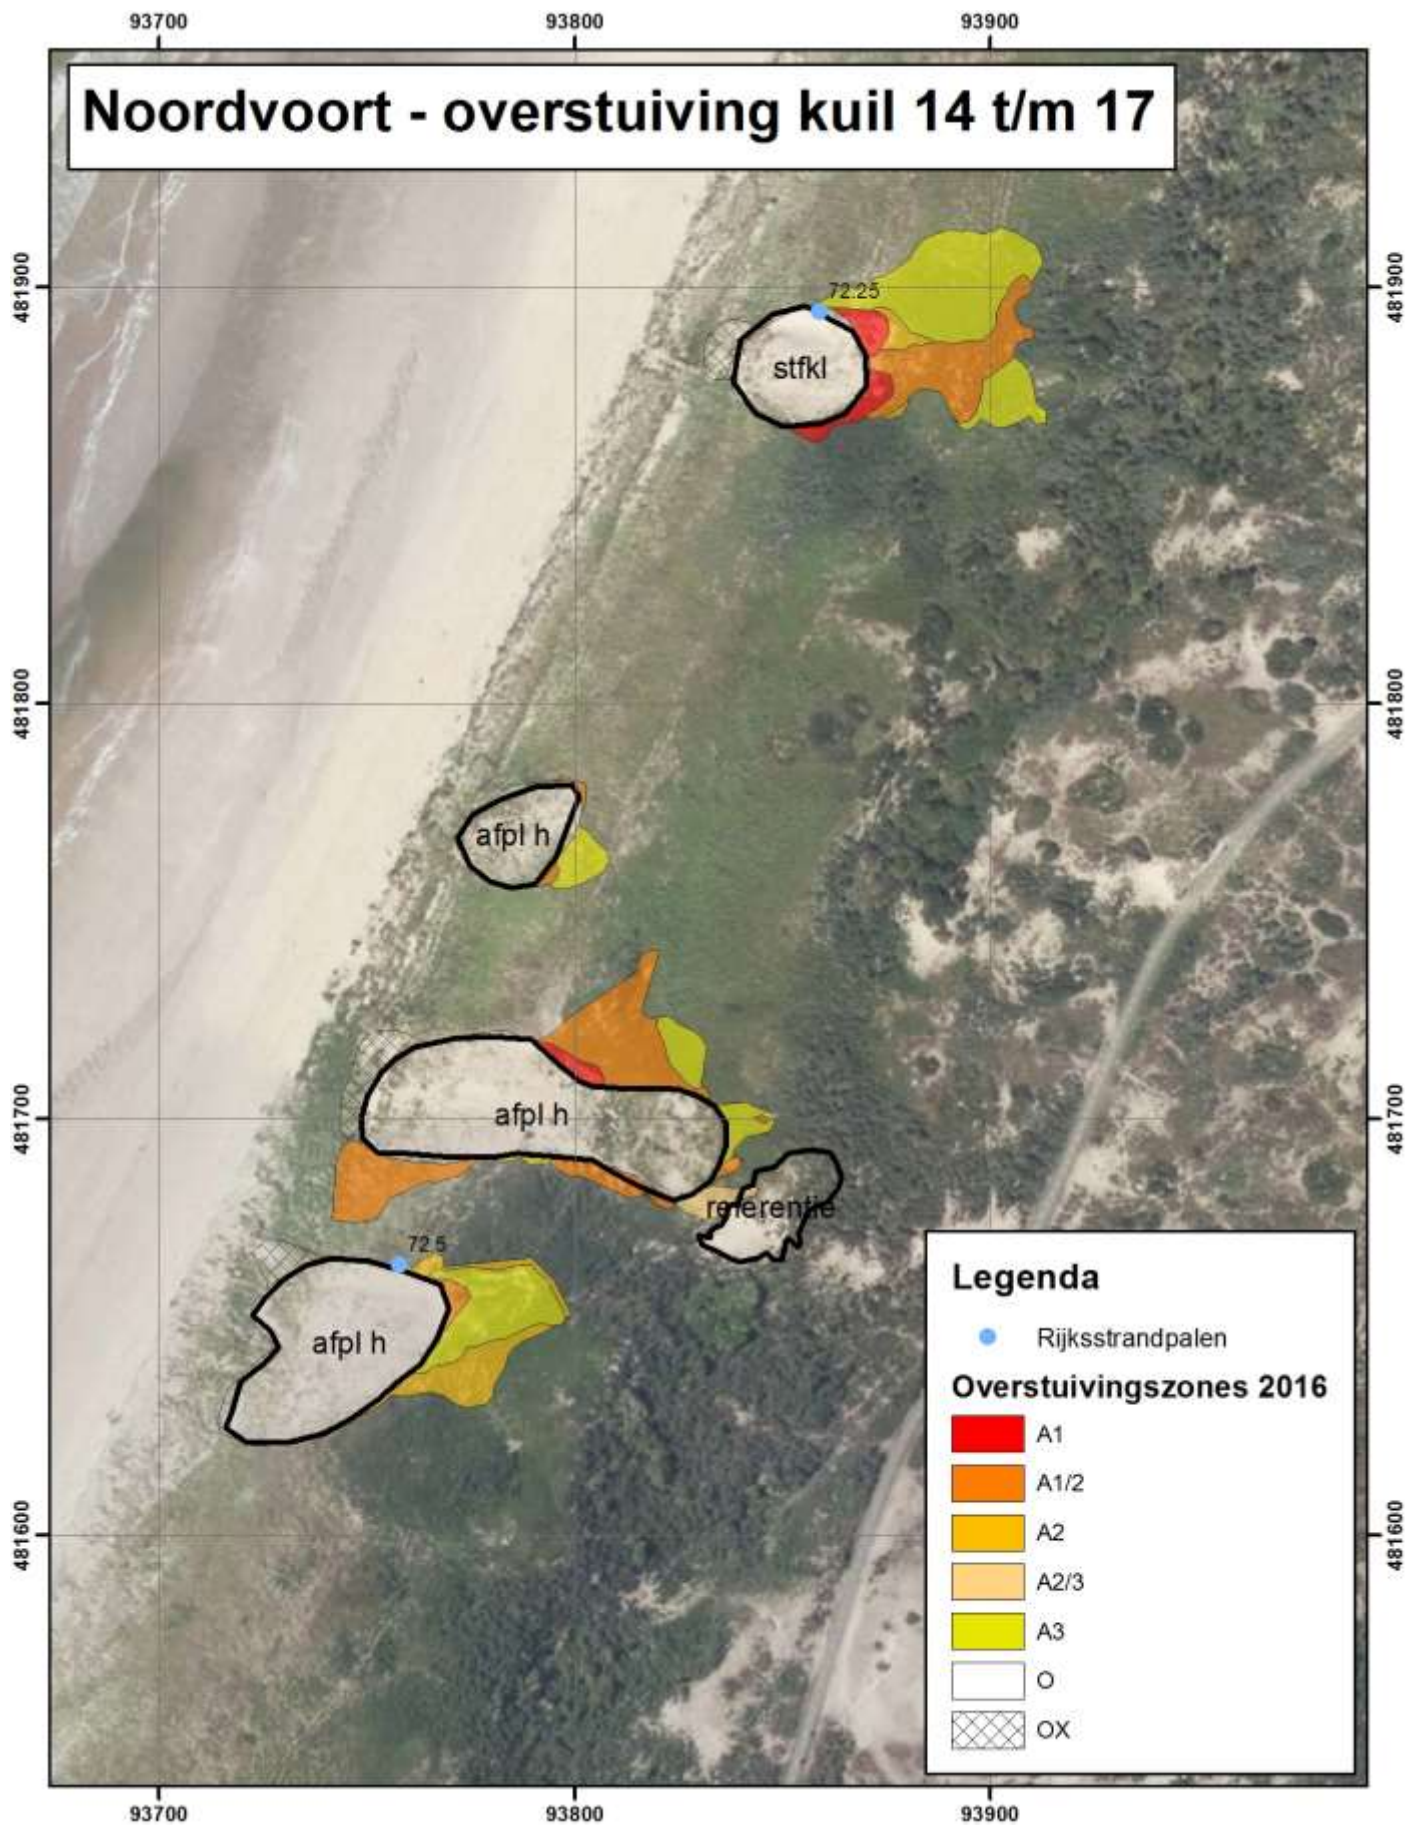 93700
93800
93900
Noordvoort - overstuiving kuil 14 t/m 17
481900
481900
72.25
stfkl
481800
481800
afpl h
481700
481700
afpl h
referentie
72.5
afpl h
Legenda
Rijksstrandpalen
Overstuivingszones 2016
A1
A1/2
481600
481600
A2
A2/3
A3
O
OX
93700
93800
93900